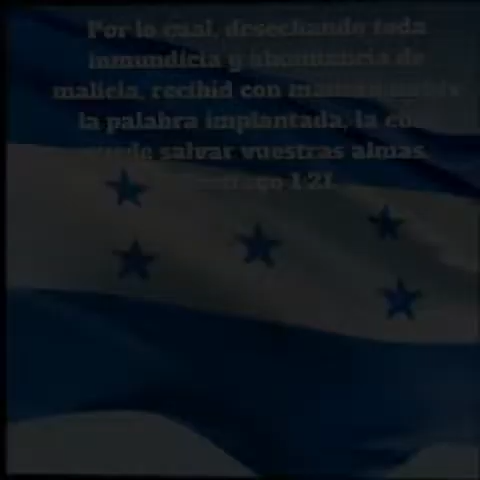 Por lo cual, desechando toda
inmundicia y abundancia de
malicia, recibid con
la palabra implantada, la
salvar vuestras almas.
1:21